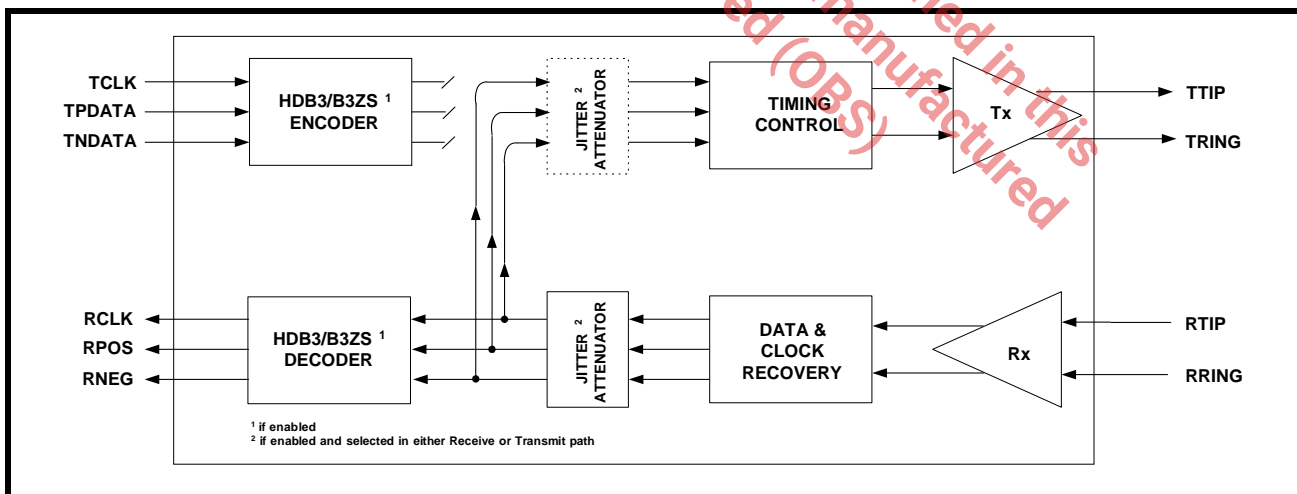 TCLK
TPDATA
TNDATA
HDB3/B3ZS 1
ENCODER
JITTER 2
ATTENUATOR
TIMING
CONTROL
Tx
TTIP
TRING
RCLK
RPOS
RNEG
HDB3/B3ZS 1
DECODER
JITTER 2
ATTENUATOR
DATA &
CLOCK
RECOVERY
Rx
RTIP
RRING
1 if enabled
2 if enabled and selected in either Receive or Transmit path
in this
manufactured
(OBS)